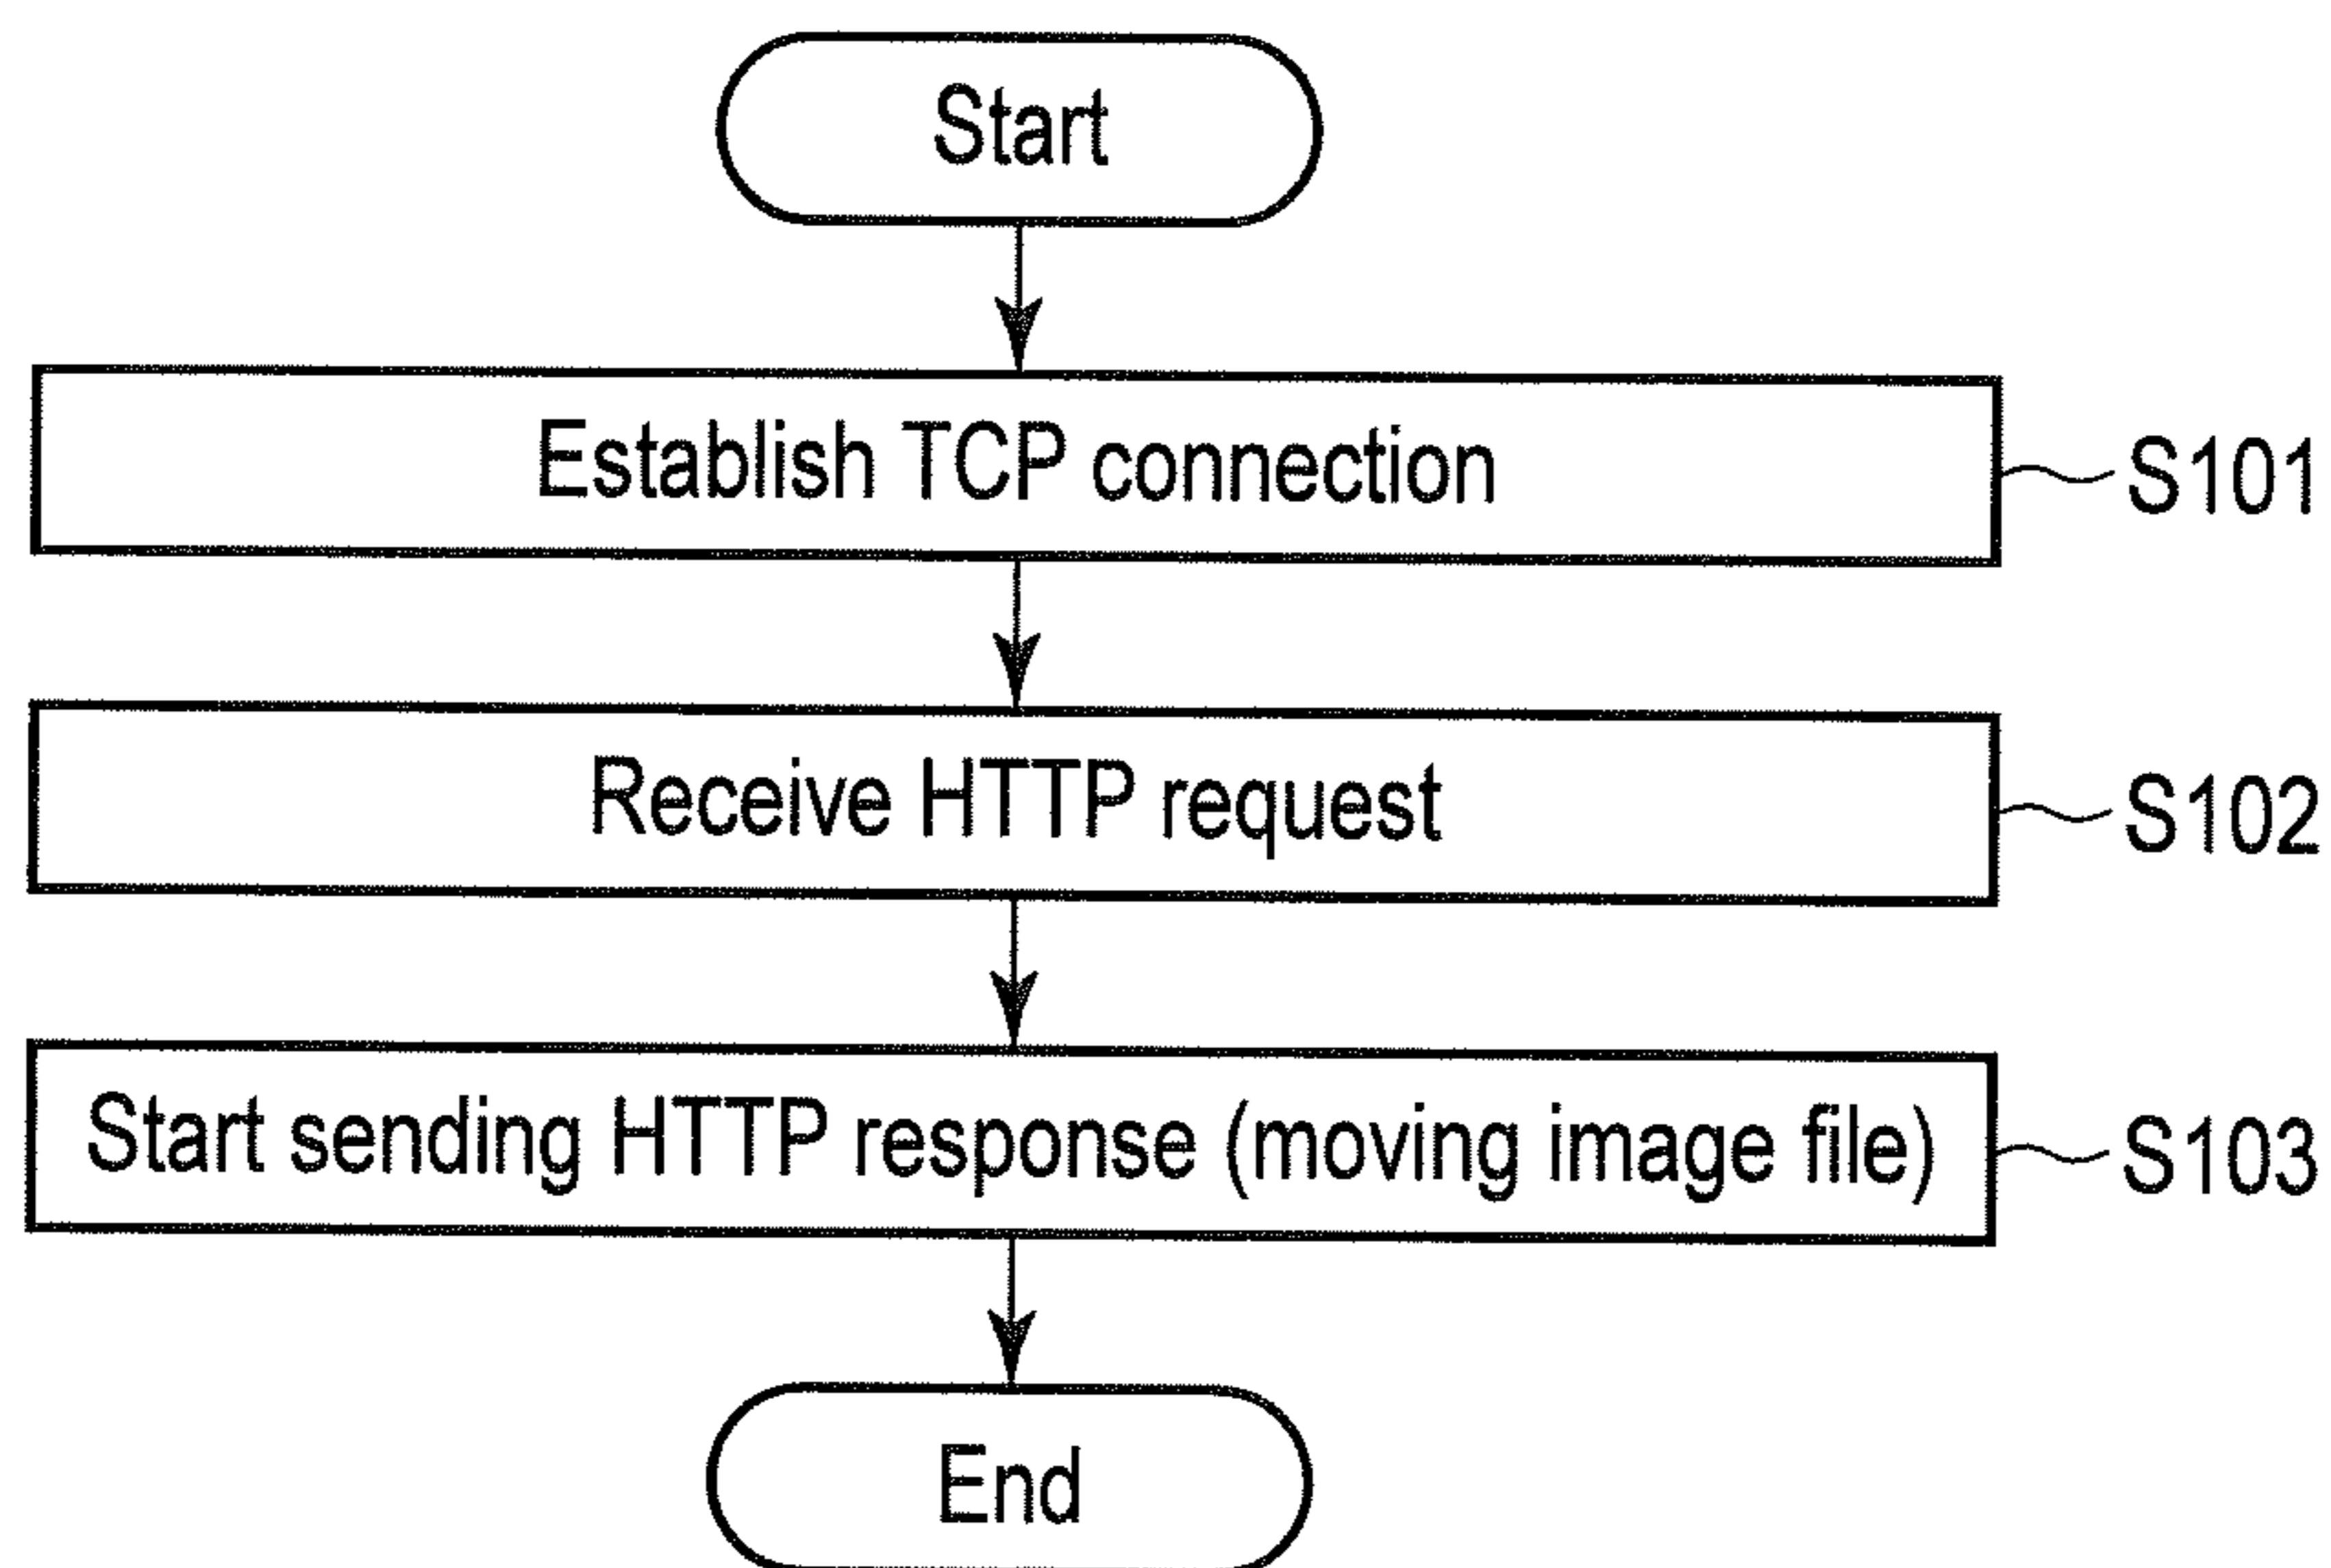 Start
Establish TCP connection
S101
Receive HTTP request
S102
Start sending HTTP response (moving image file)
S103
End